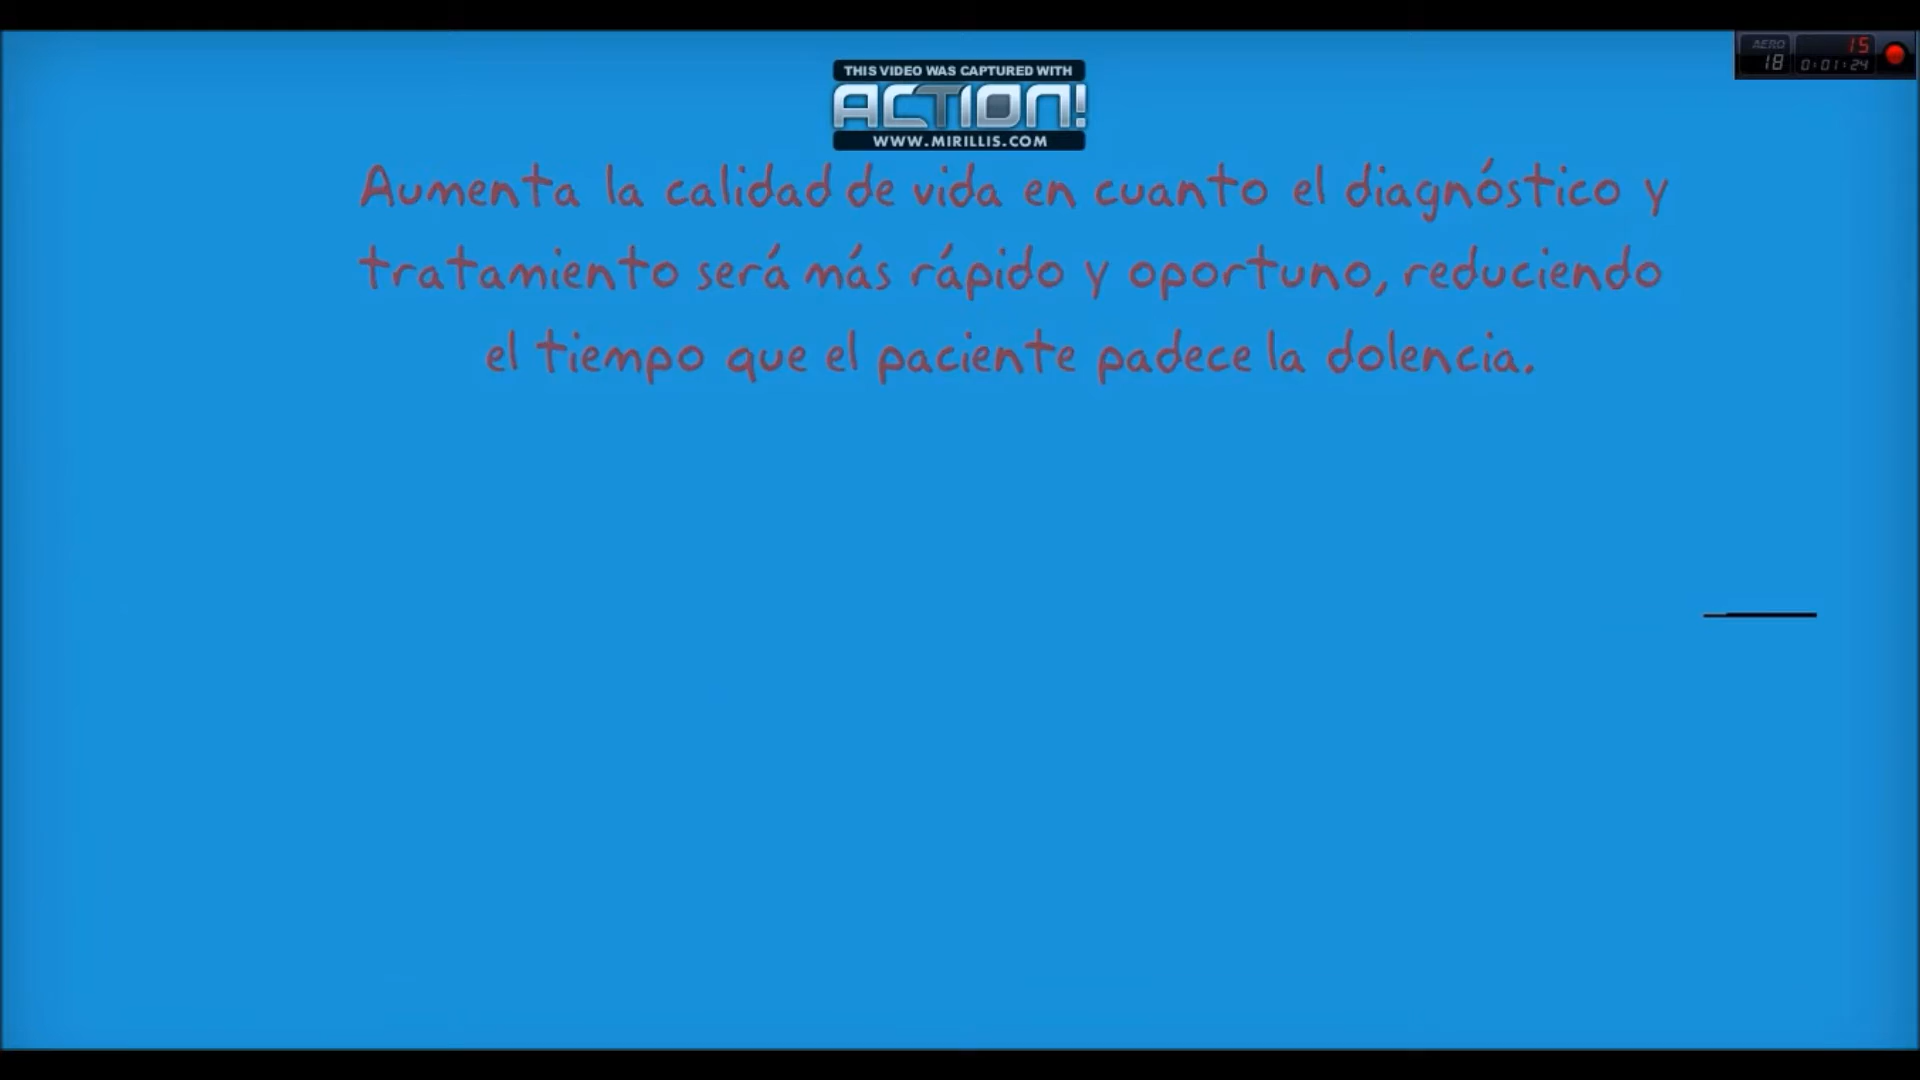 THIS VIDEO WAS CAPTURED WITH
ACTION!
WWW.MIRILLIS.COM
AERO
18
15
0:01:24
Aumenta la calidad de vida en cuanto el diagnóstico y
tratamiento será más rápido y oportuno, reduciendo
el tiempo que el paciente padece la dolencia.